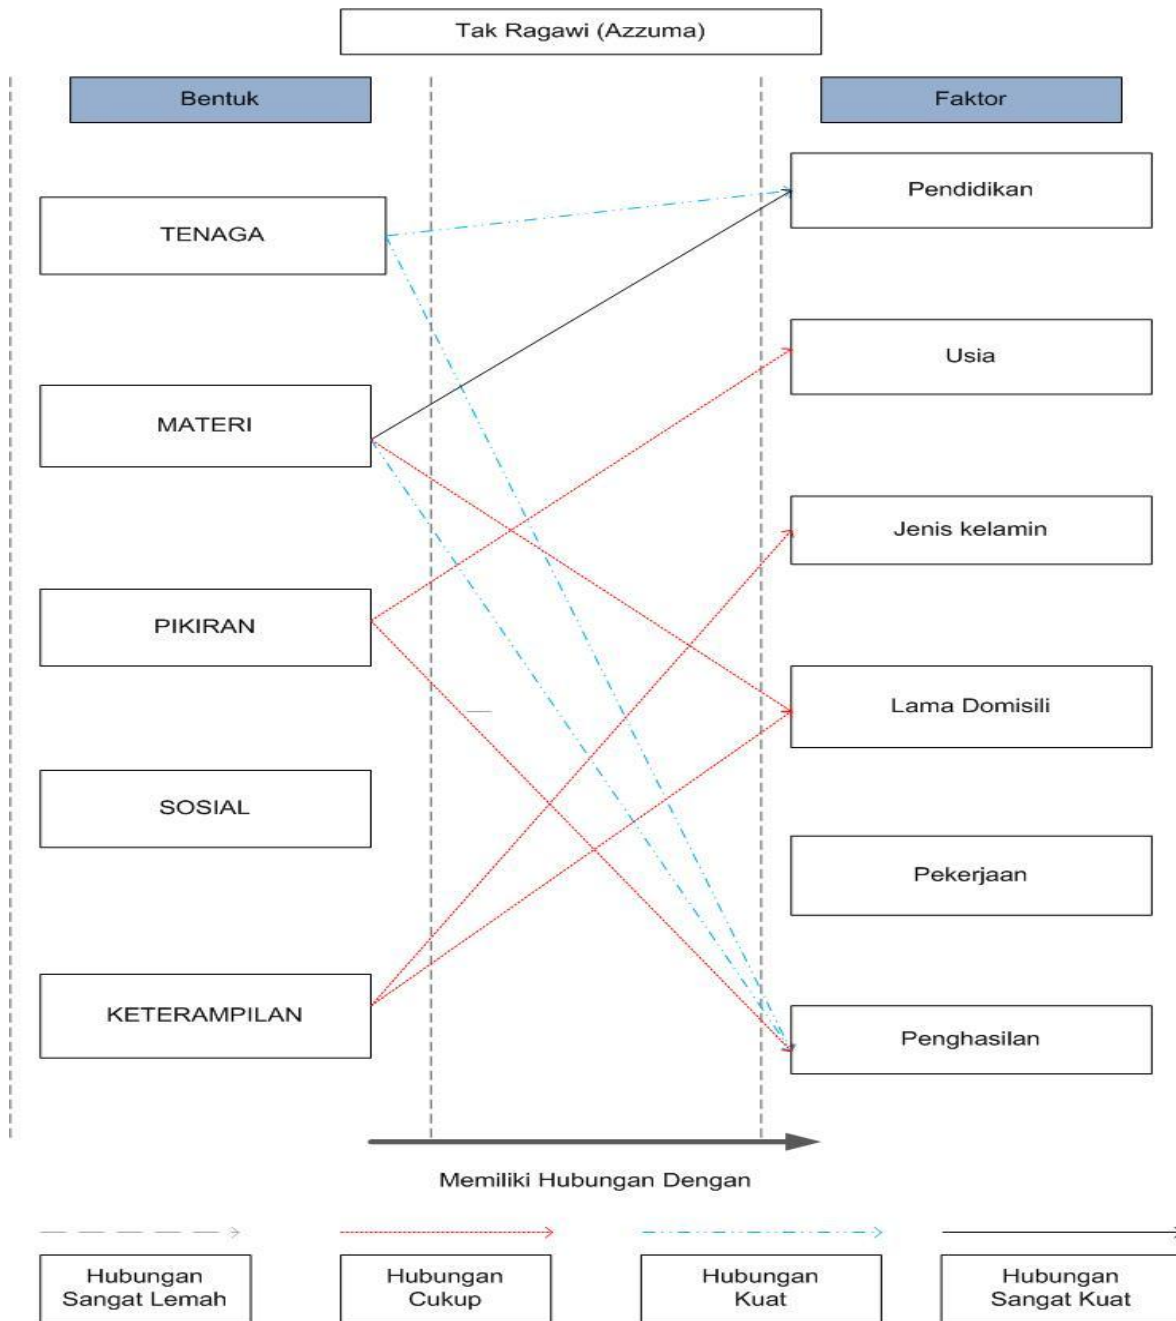 Tak Ragawi (Azzuma)
Bentuk
Faktor
TENAGA
Pendidikan
MATERI
Usia
PIKIRAN
Jenis kelamin
SOSIAL
Lama Domisili
KETERAMPILAN
Pekerjaan
Penghasilan
Memiliki Hubungan Dengan
Hubungan
Sangat Lemah
Hubungan
Cukup
Hubungan
Kuat
Hubungan
Sangat Kuat